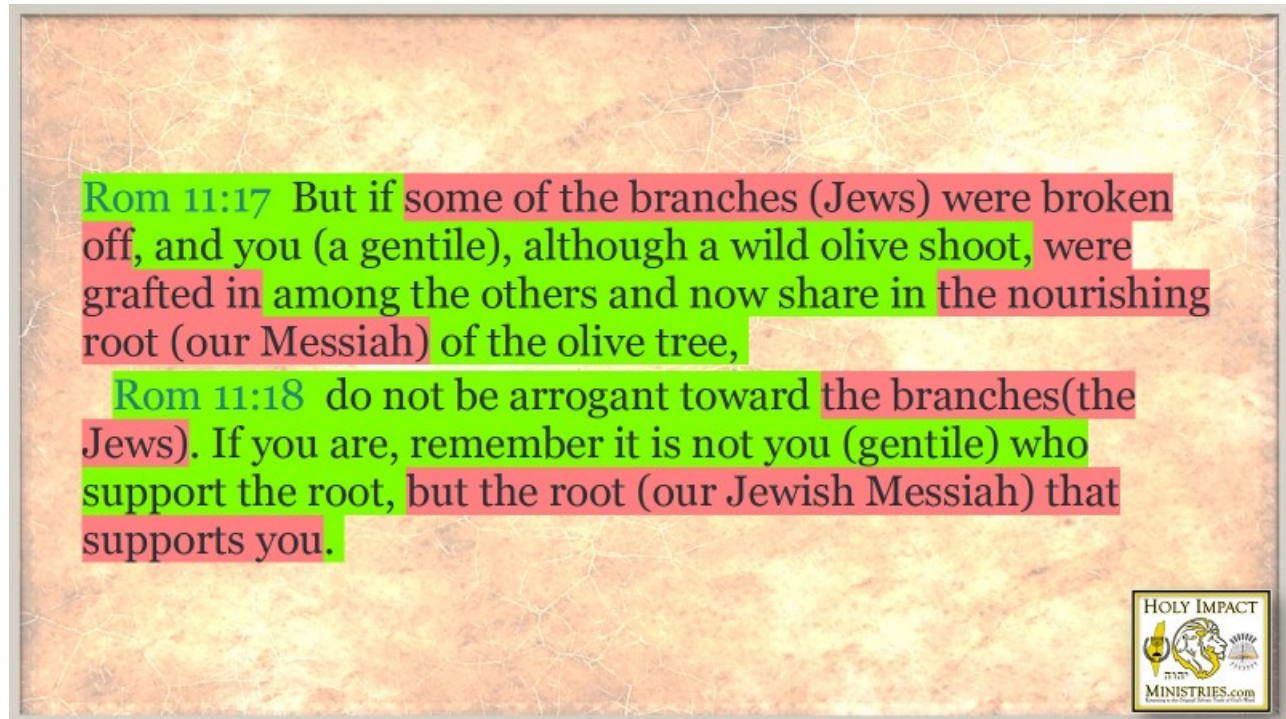 Rom 11:17 But if some of the branches (Jews) were broken
off, and you (a gentile), although a wild olive shoot, were
grafted in among the others and now share in the nourishing
root (our Messiah) of the olive tree,
Rom 11:18 do not be arrogant toward the branches(the
Jews). If you are, remember it is not you (gentile) who
support the root, but the root (our Jewish Messiah) that
supports you.
HOLY IMPACT
יהוה
MINISTRIES.com